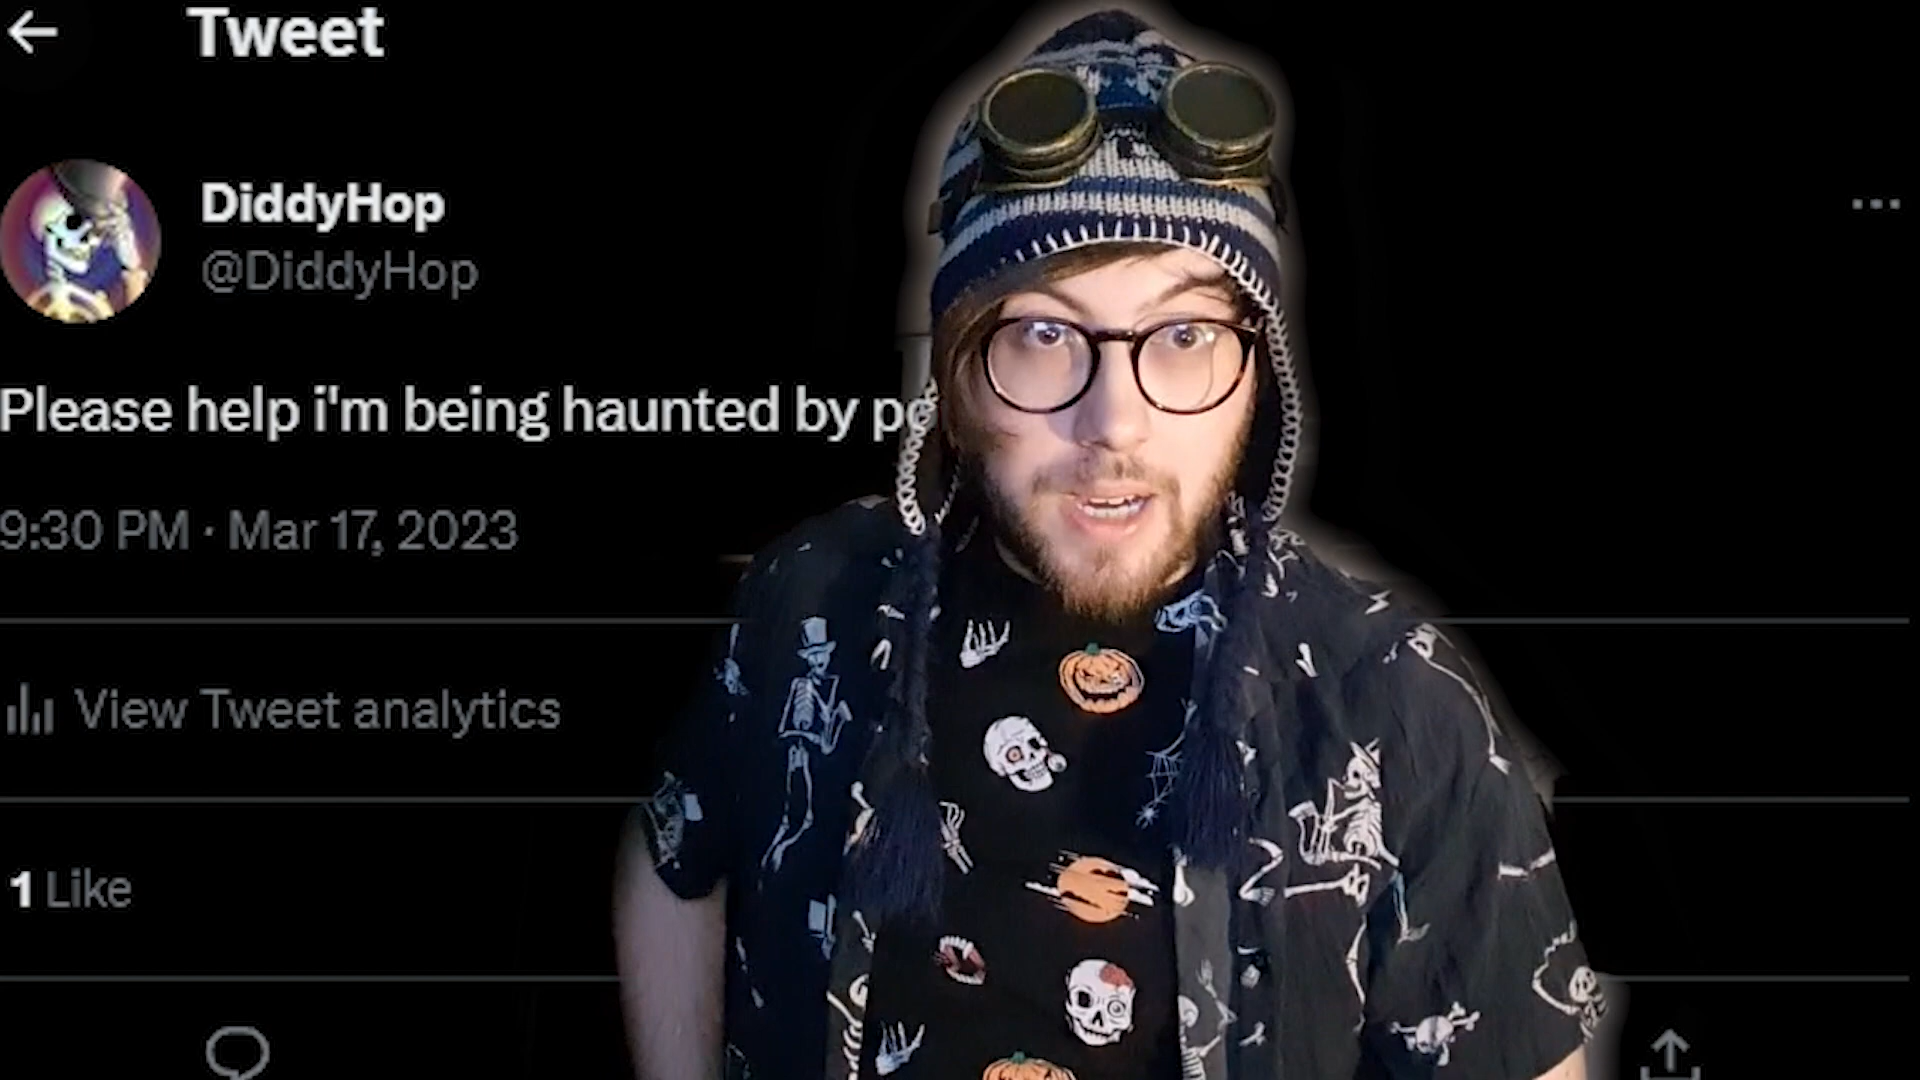 Tweet
DiddyHop
@DiddyHop
Please help i'm being haunted by
9:30 PM · Mar 17, 2023
View Tweet analytics
1 Like